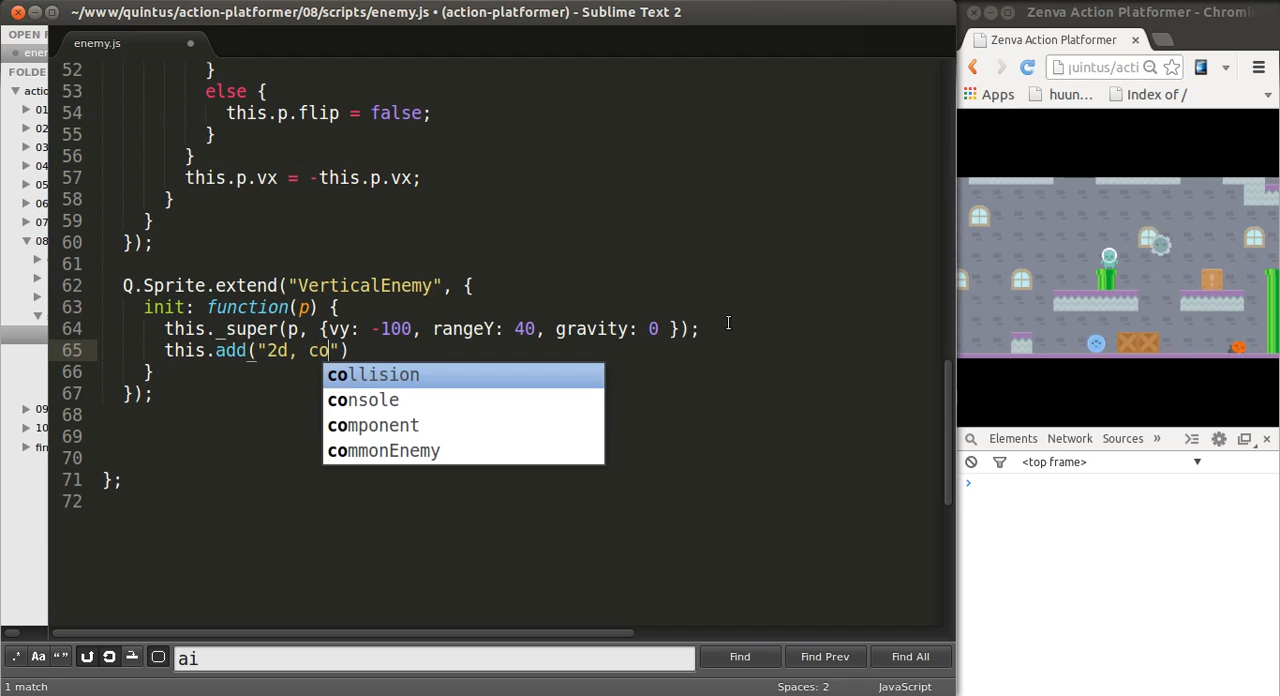 ~/www/quintus/action-platformer/08/scripts/enemy.js • (action-platformer) - Sublime Text 2
Zenva Action Platformer - Chromiu
OPEN F
enem
FOLDE
actio
01
02
03
04
05
06
07
08
09
10
fin
enemy.js
52 }
53 else {
54 this.p.flip = false;
55 }
56 }
57 this.p.vx = -this.p.vx;
58 }
59 }
60 });
61
62 Q.Sprite.extend("VerticalEnemy", {
63 init: function(p) {
64 this._super(p, {vy: -100, rangeY: 40, gravity: 0 });
65 this.add("2d, co")
66 }
67 });
68
69
70
71 };
72
collision
console
component
commonEnemy
.* Aa “ ”
ai
Find
Find Prev
Find All
1 match
Spaces: 2
JavaScript
Zenva Action Platformer
uintus/acti
Apps
huun...
Index of /
Elements Network Sources »
<top frame>